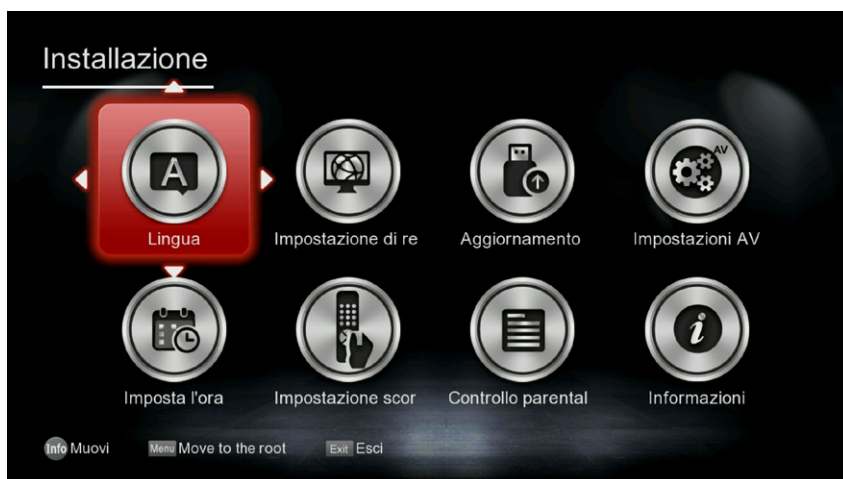 Installazione
A
AV
Lingua
Impostazione di re
Aggiornamento
Impostazioni AV
i
Imposta l'ora
Impostazione scor
Controllo parental
Informazioni
Info Muovi
Menu Move to the root
Exit Esci